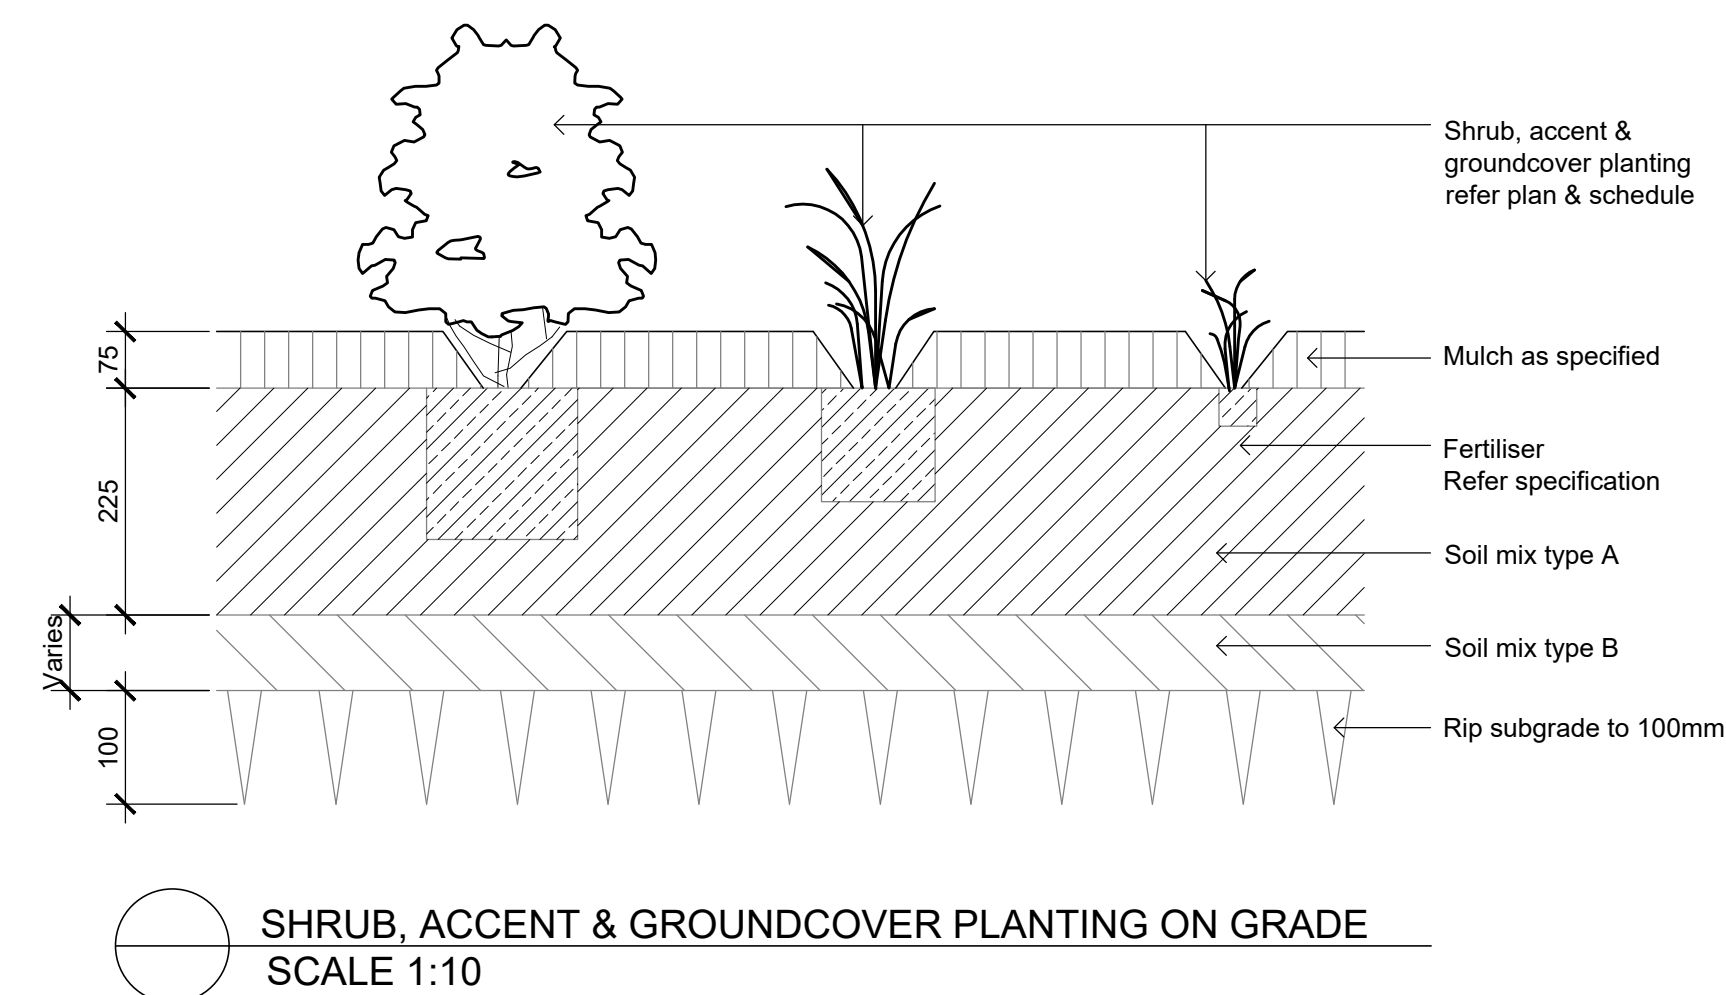 Shrub, accent &
groundcover planting
refer plan & schedule
75
Mulch as specified
Fertiliser
Refer specification
225
Soil mix type A
Varies
Soil mix type B
100
Rip subgrade to 100mm
SHRUB, ACCENT & GROUNDCOVER PLANTING ON GRADE
SCALE 1:10